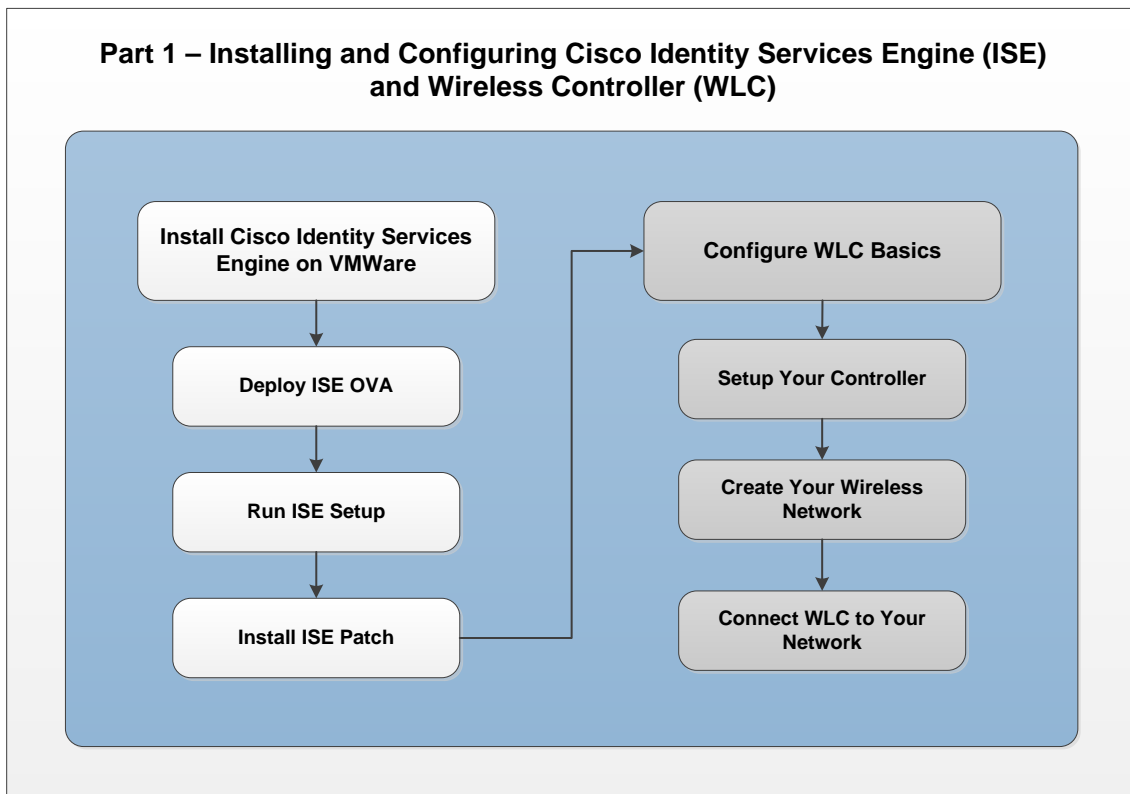 Part 1 – Installing and Configuring Cisco Identity Services Engine (ISE)
and Wireless Controller (WLC)
Install Cisco Identity Services
Engine on VMWare
Deploy ISE OVA
Run ISE Setup
Install ISE Patch
Configure WLC Basics
Setup Your Controller
Create Your Wireless
Network
Connect WLC to Your
Network